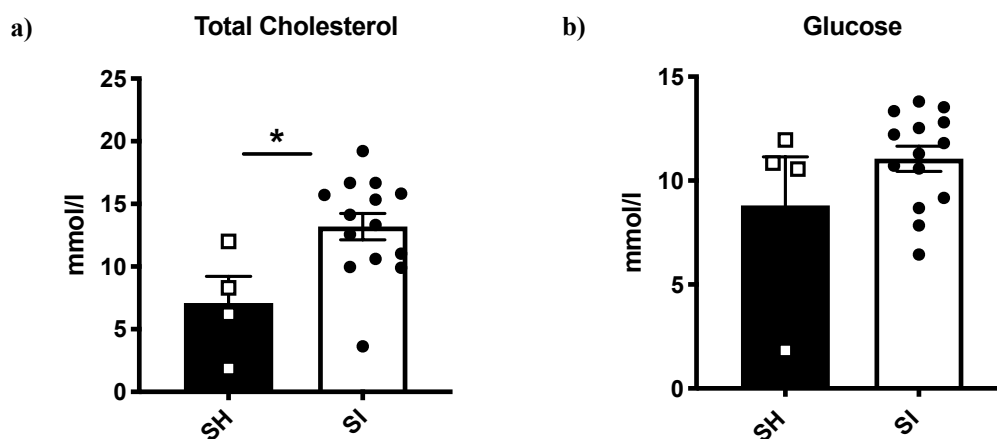 a)
Total Cholesterol
25
20
15
10
5
0
mmol/l
*
SH
SI
b)
Glucose
15
10
5
0
mmol/l
SH
SI